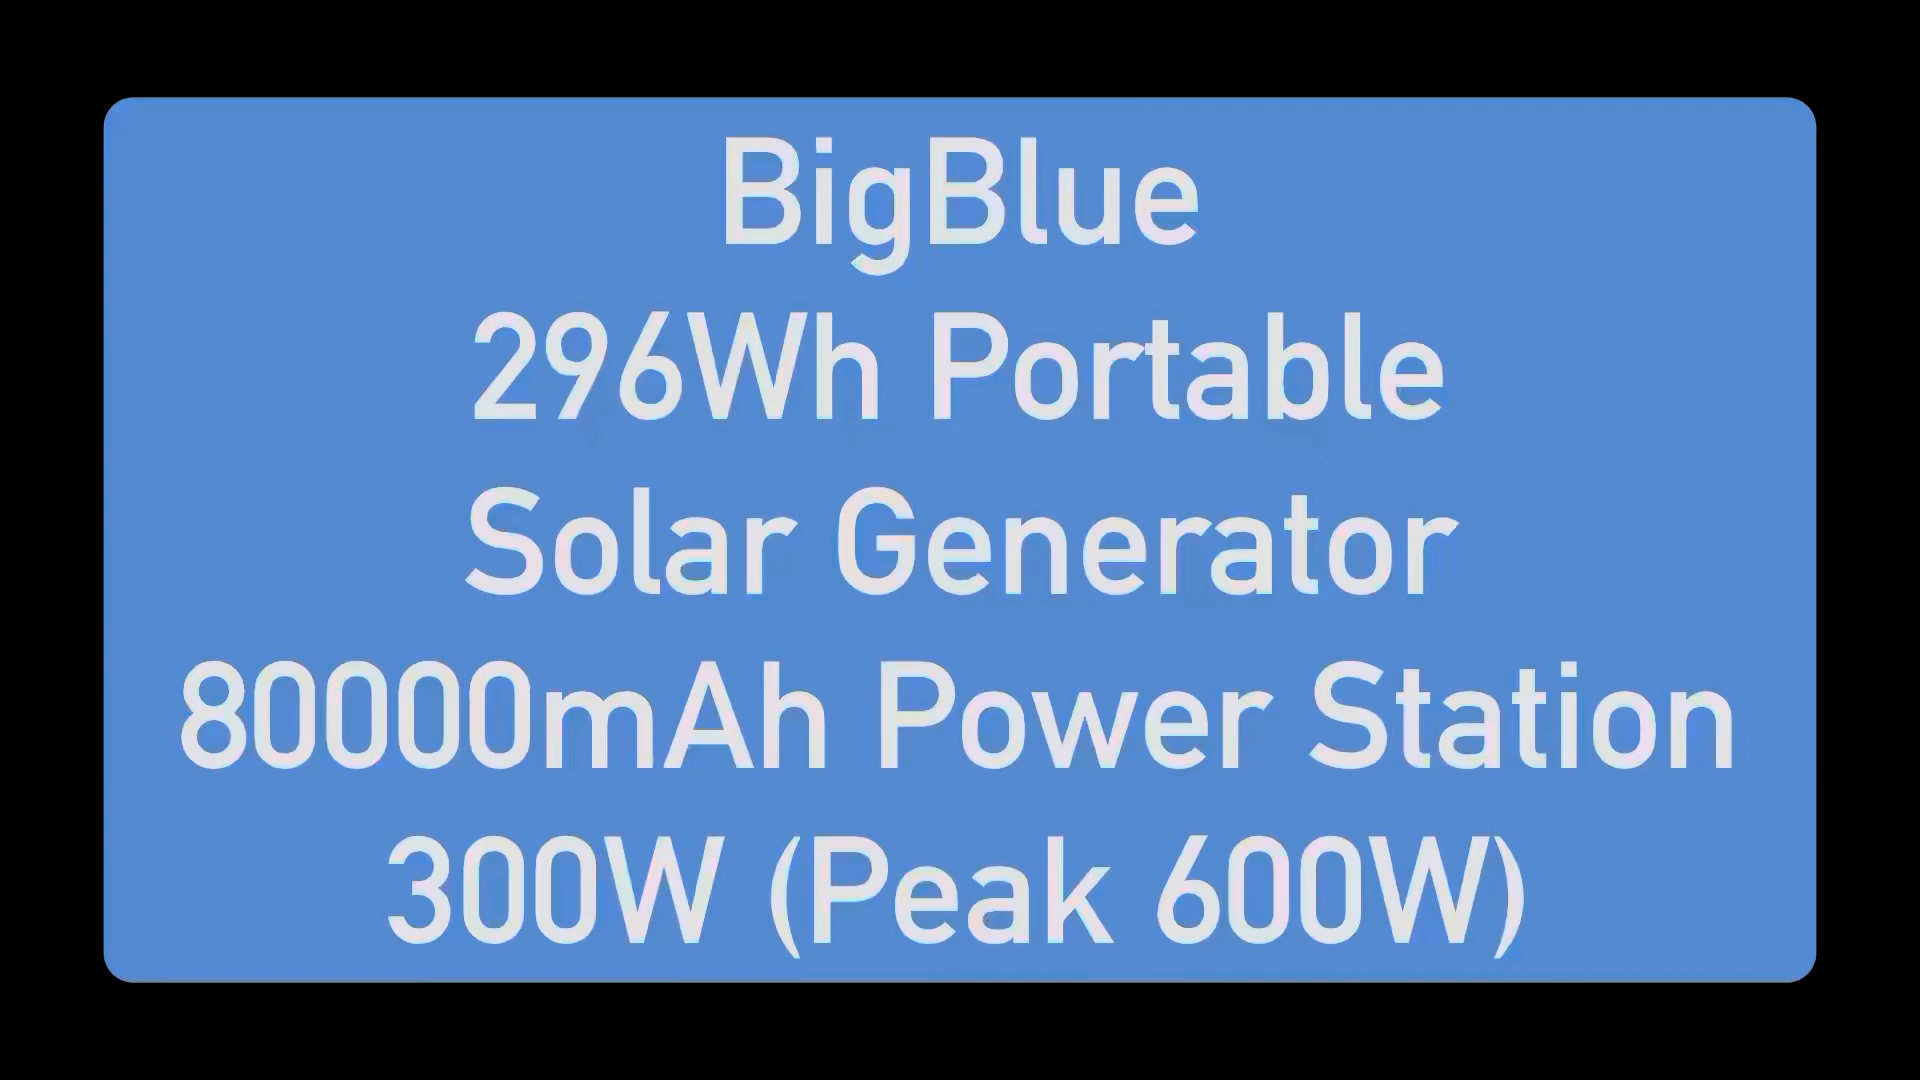 BigBlue
296Wh Portable
Solar Generator
80000mAh Power Station
300W (Peak 600W)